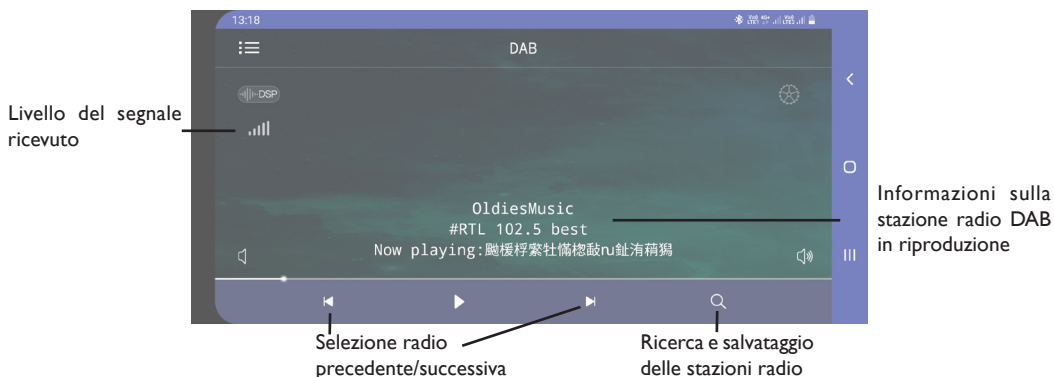 13:18
DAB
DSP
Livello del segnale
ricevuto
OldiesMusic
#RTL 102.5 best
Now playing:
Informazioni sulla
stazione radio DAB
in riproduzione
Selezione radio
precedente/successiva
Ricerca e salvataggio
delle stazioni radio